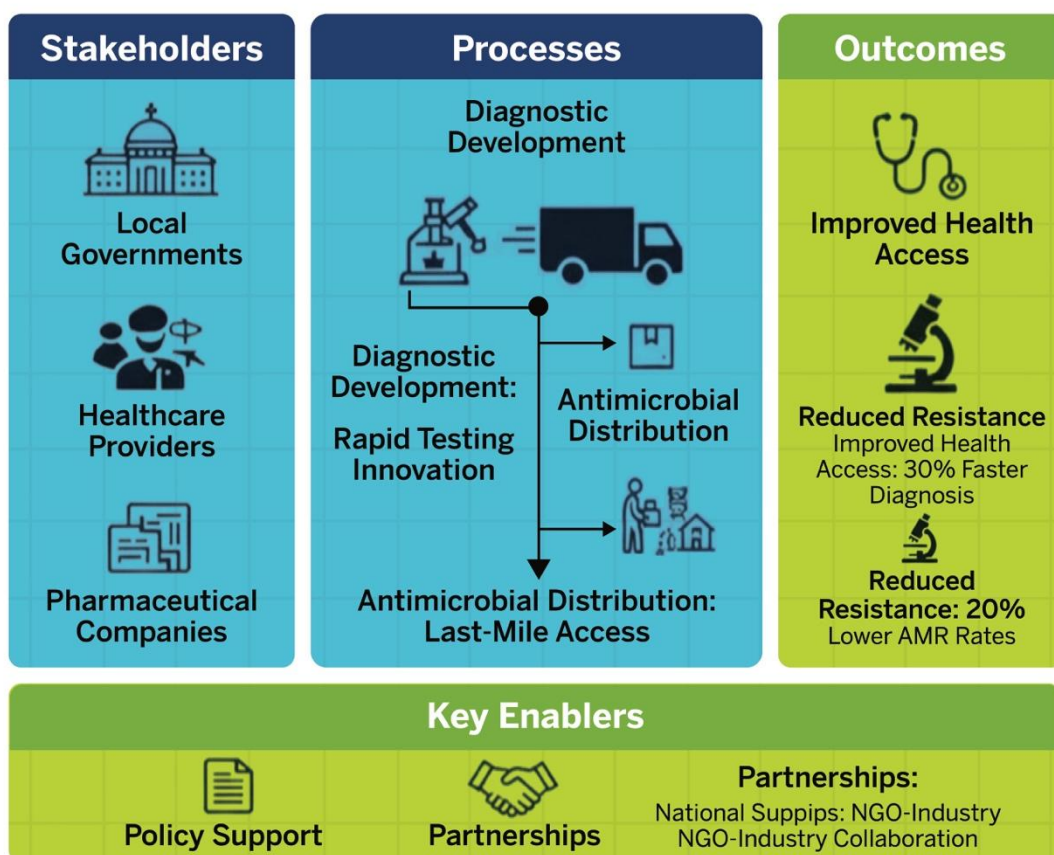 Stakeholders
Local
Governments
Healthcare
Providers
Pharmaceutical
Companies
Processes
Diagnostic
Development
Diagnostic
Development:
Rapid Testing
Innovation
Antimicrobial
Distribution
Antimicrobial Distribution:
Last-Mile Access
Outcomes
Improved Health
Access
Reduced Resistance
Improved Health
Access: 30% Faster
Diagnosis
Reduced
Resistance: 20%
Lower AMR Rates
Key Enablers
Policy Support
Partnerships
Partnerships:
National Suppips: NGO-Industry
NGO-Industry Collaboration